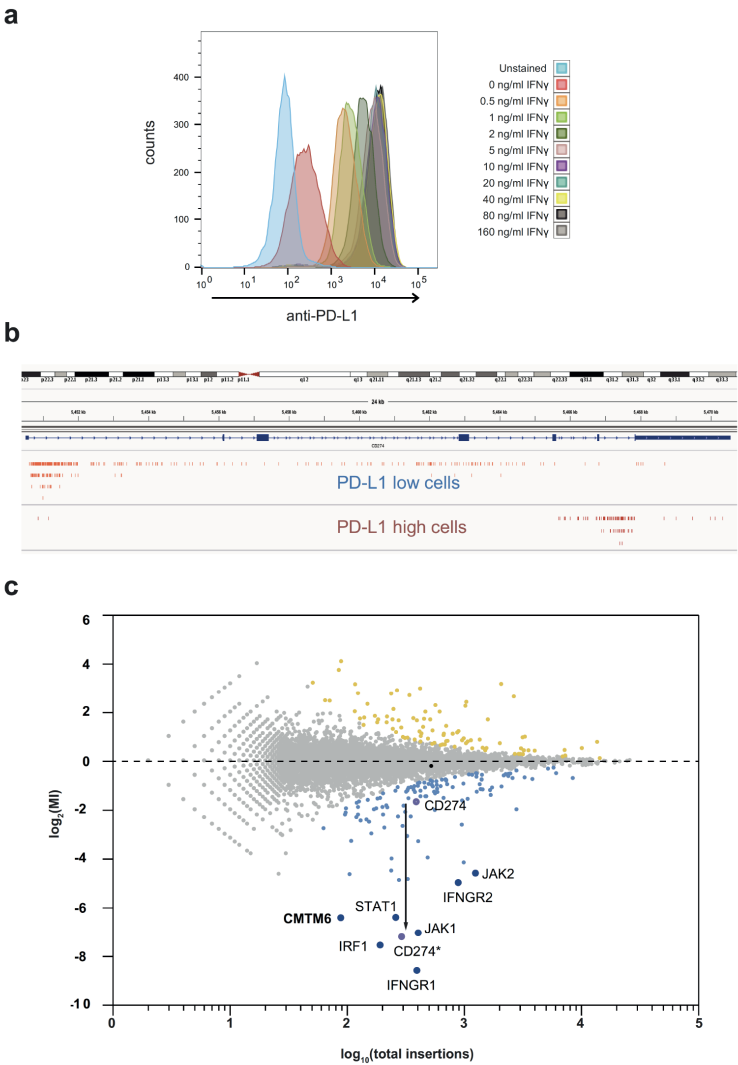 a
counts
400
300
200
100
0
10 0
10 1
10 2
10 3
10 4
10 5
anti-PD-L1
Unstained
0 ng/ml IFNγ
0.5 ng/ml IFNγ
1 ng/ml IFNγ
2 ng/ml IFNγ
5 ng/ml IFNγ
10 ng/ml IFNγ
20 ng/ml IFNγ
40 ng/ml IFNγ
80 ng/ml IFNγ
160 ng/ml IFNγ
b
24 kb
5,452 kb 5,454 kb 5,456 kb 5,458 kb 5,460 kb 5,462 kb 5,464 kb 5,466 kb 5,468 kb 5,470 kb
CD274
PD-L1 low cells
PD-L1 high cells
c
log2(MI)
6
4
2
0
-2
-4
-6
-8
-10
CD274
JAK2
IFNGR2
STAT1
CMTM6
JAK1
IRF1
CD274*
IFNGR1
0 1 2 3 4 5
log10(total insertions)